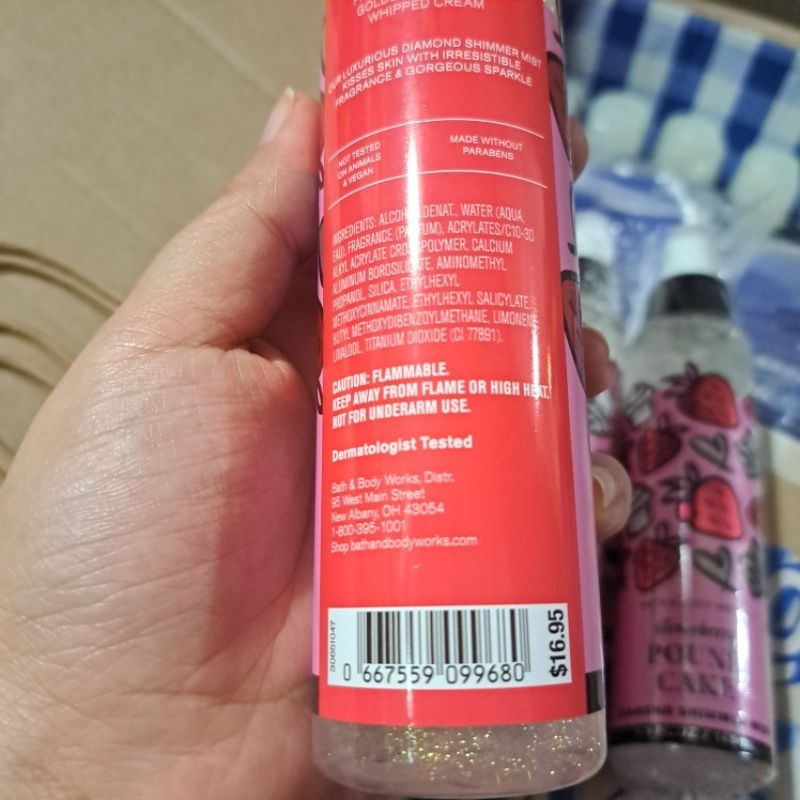 GOLDE
WHIPPED CREAM
OUR LUXURIOUS DIAMOND SHIMMER MIST
KISSES SKIN WITH IRRESISTIBLE
FRAGRANCE & GORGEOUS SPARKLE
NOT TESTED
ON ANIMALS
& VEGAN
MADE WITHOUT
PARABENS
INGREDIENTS: ALCOHOL DENAT., WATER (AQUA,
EAU), FRAGRANCE (PARFUM), ACRYLATES/C10-30
ALKYL ACRYLATE CROSSPOLYMER, CALCIUM
ALUMINUM BOROSILICATE, AMINOMETHYL
PROPANOL, SILICA, ETHYLHEXYL
METHOXYCINNAMATE, ETHYLHEXYL SALICYLATE,
BUTYL METHOXYDIBENZOYLMETHANE, LIMONENE,
LINALOOL, TITANIUM DIOXIDE (CI 77891).
CAUTION: FLAMMABLE.
KEEP AWAY FROM FLAME OR HIGH HEAT.
NOT FOR UNDERARM USE.
Dermatologist Tested
Bath & Body Works, Distr.
95 West Main Street
New Albany, OH 43054
1-800-395-1001
Shop bathandbodyworks.com
0 667559 099680
$16.95
POUND
CAKE